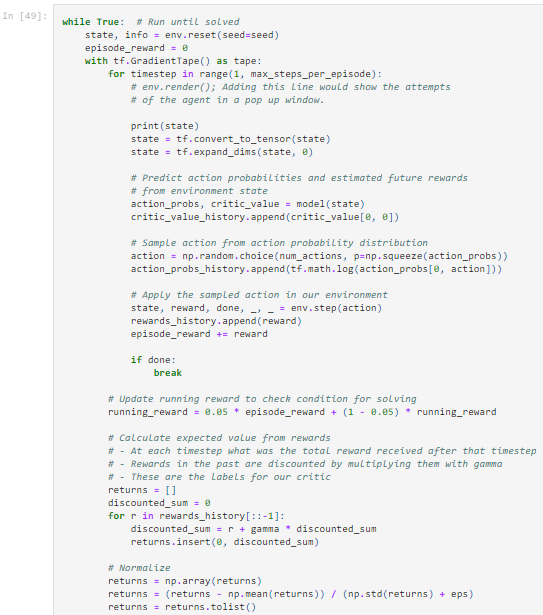 In [49]:
while True:  # Run until solved
    state, info = env.reset(seed=seed)
    episode_reward = 0
    with tf.GradientTape() as tape:
        for timestep in range(1, max_steps_per_episode):
            # env.render(); Adding this line would show the attempts
            # of the agent in a pop up window.

            print(state)
            state = tf.convert_to_tensor(state)
            state = tf.expand_dims(state, 0)

            # Predict action probabilities and estimated future rewards
            # from environment state
            action_probs, critic_value = model(state)
            critic_value_history.append(critic_value[0, 0])

            # Sample action from action probability distribution
            action = np.random.choice(num_actions, p=np.squeeze(action_probs))
            action_probs_history.append(tf.math.log(action_probs[0, action]))

            # Apply the sampled action in our environment
            state, reward, done, _, _ = env.step(action)
            rewards_history.append(reward)
            episode_reward += reward

            if done:
                break

        # Update running reward to check condition for solving
        running_reward = 0.05 * episode_reward + (1 - 0.05) * running_reward

        # Calculate expected value from rewards
        # - At each timestep what was the total reward received after that timestep
        # - Rewards in the past are discounted by multiplying them with gamma
        # - These are the labels for our critic
        returns = []
        discounted_sum = 0
        for r in rewards_history[::-1]:
            discounted_sum = r + gamma * discounted_sum
            returns.insert(0, discounted_sum)

        # Normalize
        returns = np.array(returns)
        returns = (returns - np.mean(returns)) / (np.std(returns) + eps)
        returns = returns.tolist()